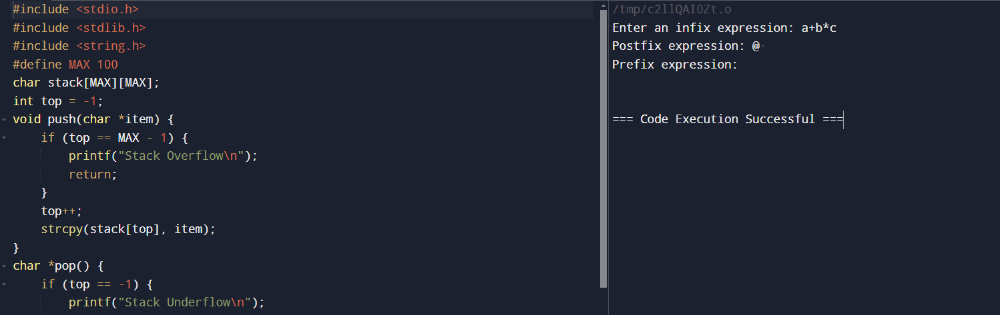 #include <stdio.h>
#include <stdlib.h>
#include <string.h>
#define MAX 100
char stack[MAX][MAX];
int top = -1;
void push(char *item) {
    if (top == MAX - 1) {
        printf("Stack Overflow\n");
        return;
    }
    top++;
    strcpy(stack[top], item);
}
char *pop() {
    if (top == -1) {
        printf("Stack Underflow\n");
/tmp/c2llQAI0Zt.o
Enter an infix expression: a+b*c
Postfix expression: @
Prefix expression:
=== Code Execution Successful ===